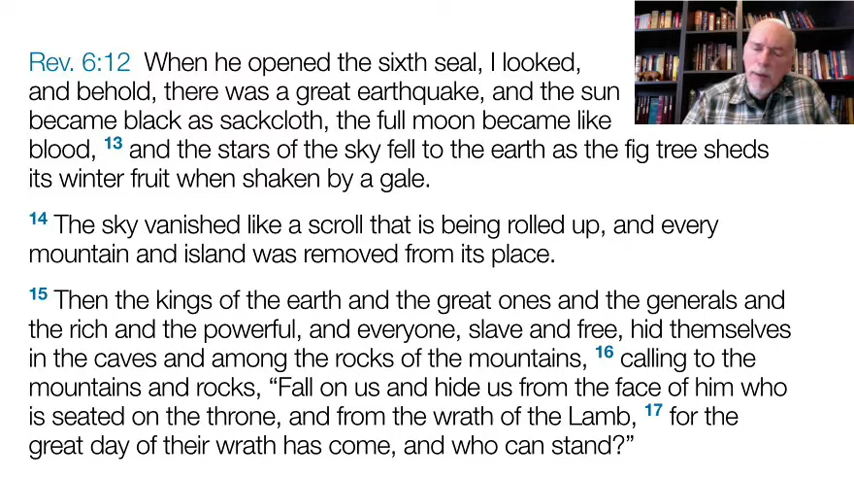 Rev. 6:12 When he opened the sixth seal, I looked,
and behold, there was a great earthquake, and the sun
became black as sackcloth, the full moon became like
blood, 13 and the stars of the sky fell to the earth as the fig tree sheds
its winter fruit when shaken by a gale.
14 The sky vanished like a scroll that is being rolled up, and every
mountain and island was removed from its place.
15 Then the kings of the earth and the great ones and the generals and
the rich and the powerful, and everyone, slave and free, hid themselves
in the caves and among the rocks of the mountains, 16 calling to the
mountains and rocks, “Fall on us and hide us from the face of him who
is seated on the throne, and from the wrath of the Lamb, 17 for the
great day of their wrath has come, and who can stand?”